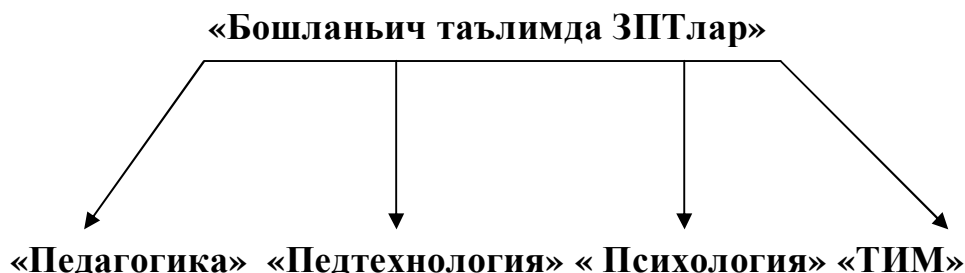 «Бошланьич таълимда ЗПТлар»
«Педагогика» «Педтехнология» « Психология» «ТИМ»